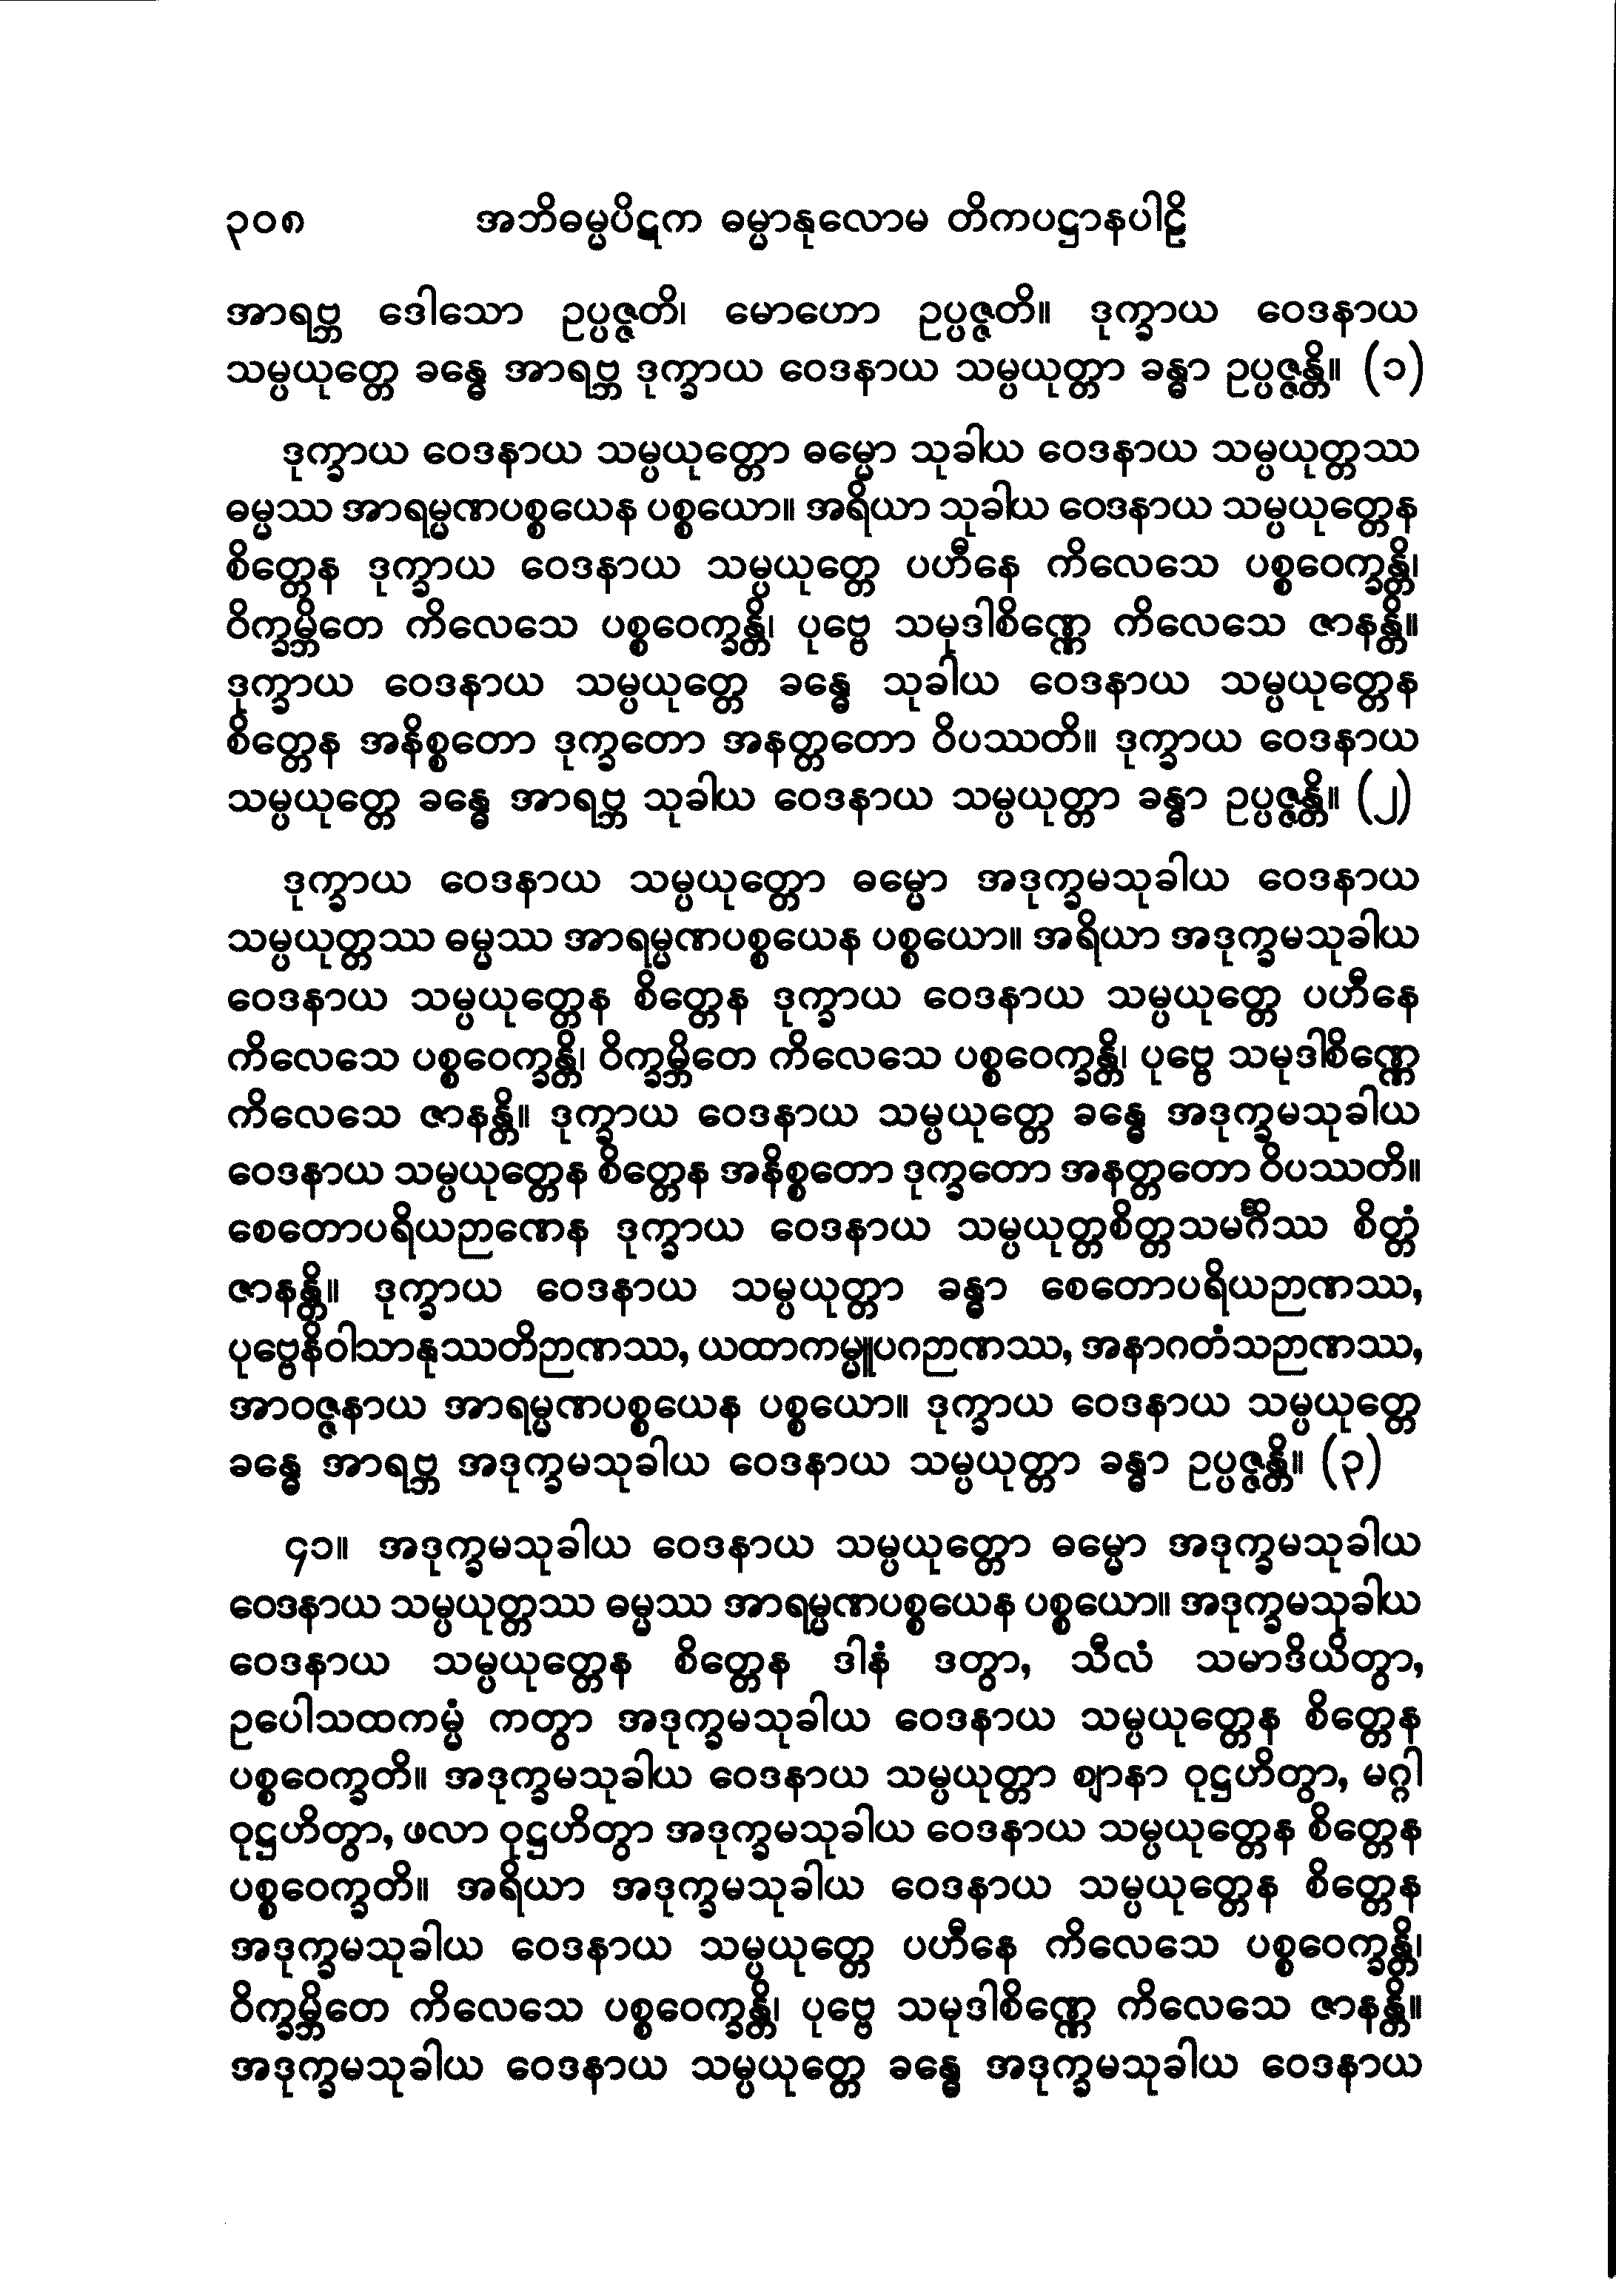 ၃၀၈ အဘိဓမ္မပိဋက ဓမ္မာနုလောမ တိကပဋ္ဌာနပါဠိ
အာရဗ္ဘ ဒေါသော ဥပ္ပဇ္ဇတိ၊ မောဟော ဥပ္ပဇ္ဇတိ။ ဒုက္ခာယ ဝေဒနာယ
သမ္ပယုတ္တေ ခန္ဓေ အာရဗ္ဘ ဒုက္ခာယ ဝေဒနာယ သမ္ပယုတ္တာ ခန္ဓာ ဥပ္ပဇ္ဇန္တိ။ (၁)
ဒုက္ခာယ ဝေဒနာယ သမ္ပယုတ္တော ဓမ္မော သုခါယ ဝေဒနာယ သမ္ပယုတ္တဿ
ဓမ္မဿ အာရမ္မဏပစ္စယေန ပစ္စယော။ အရိယာ သုခါယ ဝေဒနာယ သမ္ပယုတ္တေန
စိတ္တေန ဒုက္ခာယ ဝေဒနာယ သမ္ပယုတ္တေ ပဟီနေ ကိလေသေ ပစ္စဝေက္ခန္တိ၊
ဝိက္ခမ္ဘိတေ ကိလေသေ ပစ္စဝေက္ခန္တိ၊ ပုဗ္ဗေ သမုဒါစိဏ္ဏေ ကိလေသေ ဇာနန္တိ။
ဒုက္ခာယ ဝေဒနာယ သမ္ပယုတ္တေ ခန္ဓေ သုခါယ ဝေဒနာယ သမ္ပယုတ္တေန
စိတ္တေန အနိစ္စတော ဒုက္ခတော အနတ္တတော ဝိပဿတိ။ ဒုက္ခာယ ဝေဒနာယ
သမ္ပယုတ္တေ ခန္ဓေ အာရဗ္ဘ သုခါယ ဝေဒနာယ သမ္ပယုတ္တာ ခန္ဓာ ဥပ္ပဇ္ဇန္တိ။ (၂)
ဒုက္ခာယ ဝေဒနာယ သမ္ပယုတ္တော ဓမ္မော အဒုက္ခမသုခါယ ဝေဒနာယ
သမ္ပယုတ္တဿ ဓမ္မဿ အာရမ္မဏပစ္စယေန ပစ္စယော။ အရိယာ အဒုက္ခမသုခါယ
ဝေဒနာယ သမ္ပယုတ္တေန စိတ္တေန ဒုက္ခာယ ဝေဒနာယ သမ္ပယုတ္တေ ပဟီနေ
ကိလေသေ ပစ္စဝေက္ခန္တိ၊ ဝိက္ခမ္ဘိတေ ကိလေသေ ပစ္စဝေက္ခန္တိ၊ ပုဗ္ဗေ သမုဒါစိဏ္ဏေ
ကိလေသေ ဇာနန္တိ။ ဒုက္ခာယ ဝေဒနာယ သမ္ပယုတ္တေ ခန္ဓေ အဒုက္ခမသုခါယ
ဝေဒနာယ သမ္ပယုတ္တေန စိတ္တေန အနိစ္စတော ဒုက္ခတော အနတ္တတော ဝိပဿတိ။
စေတောပရိယဉာဏေန ဒုက္ခာယ ဝေဒနာယ သမ္ပယုတ္တစိတ္တသမင်္ဂိဿ စိတ္တံ
ဇာနန္တိ။ ဒုက္ခာယ ဝေဒနာယ သမ္ပယုတ္တာ ခန္ဓာ စေတောပရိယဉာဏဿ,
ပုဗ္ဗေနိဝါသာနုဿတိဉာဏဿ, ယထာကမ္မူပဂဉာဏဿ, အနာဂတံသဉာဏဿ,
အာဝဇ္ဇနာယ အာရမ္မဏပစ္စယေန ပစ္စယော။ ဒုက္ခာယ ဝေဒနာယ သမ္ပယုတ္တေ
ခန္ဓေ အာရဗ္ဘ အဒုက္ခမသုခါယ ဝေဒနာယ သမ္ပယုတ္တာ ခန္ဓာ ဥပ္ပဇ္ဇန္တိ။ (၃)
၄၁။ အဒုက္ခမသုခါယ ဝေဒနာယ သမ္ပယုတ္တော ဓမ္မော အဒုက္ခမသုခါယ
ဝေဒနာယ သမ္ပယုတ္တဿ ဓမ္မဿ အာရမ္မဏပစ္စယေန ပစ္စယော။ အဒုက္ခမသုခါယ
ဝေဒနာယ သမ္ပယုတ္တေန စိတ္တေန ဒါနံ ဒတွာ, သီလံ သမာဒိယိတွာ,
ဥပေါသထကမ္မံ ကတွာ အဒုက္ခမသုခါယ ဝေဒနာယ သမ္ပယုတ္တေန စိတ္တေန
ပစ္စဝေက္ခတိ။ အဒုက္ခမသုခါယ ဝေဒနာယ သမ္ပယုတ္တာ ဈာနာ ဝုဋ္ဌဟိတွာ, မဂ္ဂါ
ဝုဋ္ဌဟိတွာ, ဖလာ ဝုဋ္ဌဟိတွာ အဒုက္ခမသုခါယ ဝေဒနာယ သမ္ပယုတ္တေန စိတ္တေန
ပစ္စဝေက္ခတိ။ အရိယာ အဒုက္ခမသုခါယ ဝေဒနာယ သမ္ပယုတ္တေန စိတ္တေန
အဒုက္ခမသုခါယ ဝေဒနာယ သမ္ပယုတ္တေ ပဟီနေ ကိလေသေ ပစ္စဝေက္ခန္တိ၊
ဝိက္ခမ္ဘိတေ ကိလေသေ ပစ္စဝေက္ခန္တိ၊ ပုဗ္ဗေ သမုဒါစိဏ္ဏေ ကိလေသေ ဇာနန္တိ။
အဒုက္ခမသုခါယ ဝေဒနာယ သမ္ပယုတ္တေ ခန္ဓေ အဒုက္ခမသုခါယ ဝေဒနာယ